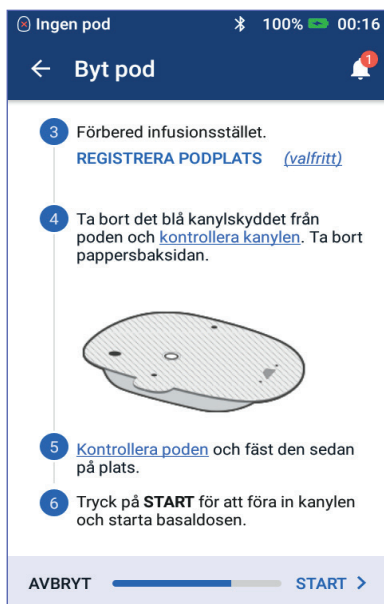 Ingen pod 100% 00:16
Byt pod 1
3 Förbered infusionsstället.
REGISTRERA PODPLATS (valfritt)
4 Ta bort det blå kanylskyddet från
poden och kontrollera kanylen. Ta bort
pappersbaksidan.
5 Kontrollera poden och fäst den sedan
på plats.
6 Tryck på START för att föra in kanylen
och starta basaldosen.
AVBRYT START